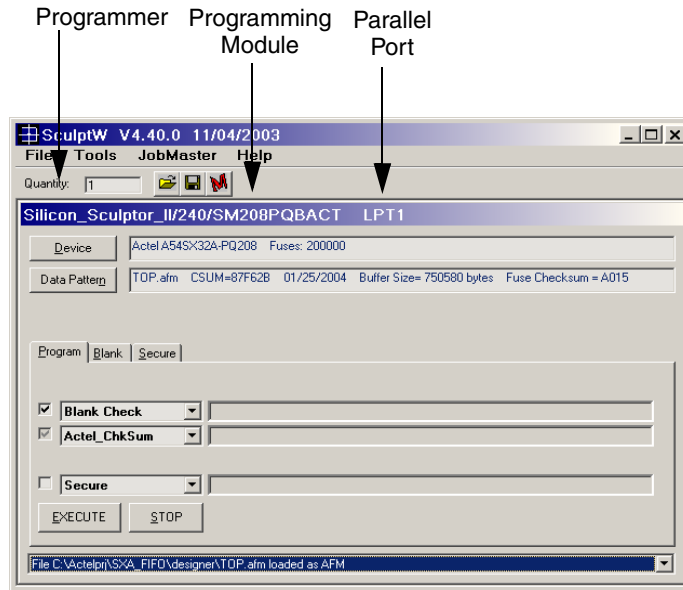 Programmer Programming Module Parallel Port
SculptW V4.40.0 11/04/2003
File Tools JobMaster Help
Quantity: 1
Silicon_Sculptor_II/240/SM208PQBACT LPT1
Device Actel A54SX32A-PQ208 Fuses: 200000
Data Pattern TOP.afm CSUM=87F62B 01/25/2004 Buffer Size= 750580 bytes Fuse Checksum = A015
Program Blank Secure
Blank Check
Actel_ChkSum
Secure
EXECUTE STOP
File C:\Actelprj\SXA_FIFO\designer\TOP.afm loaded as AFM